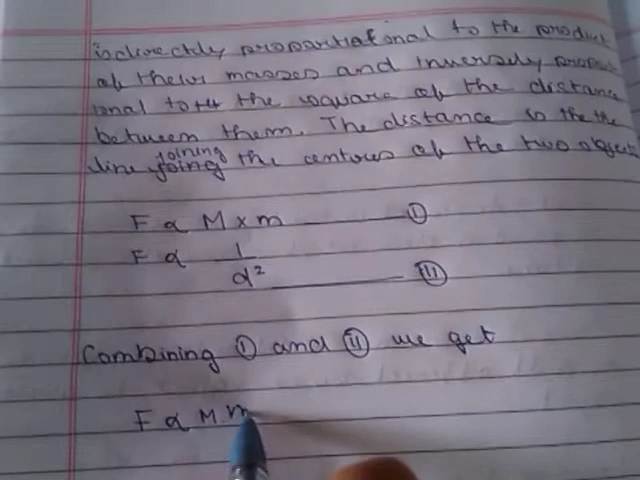 is directly proportional to the product
of their masses and inversely proport
ional to the square of the distance
between them. The distance is the the
line joining the centres of the two objects
F α M x m ——— (I)
F α 1/d² ——— (II)
Combining (I) and (II) we get
F α M m